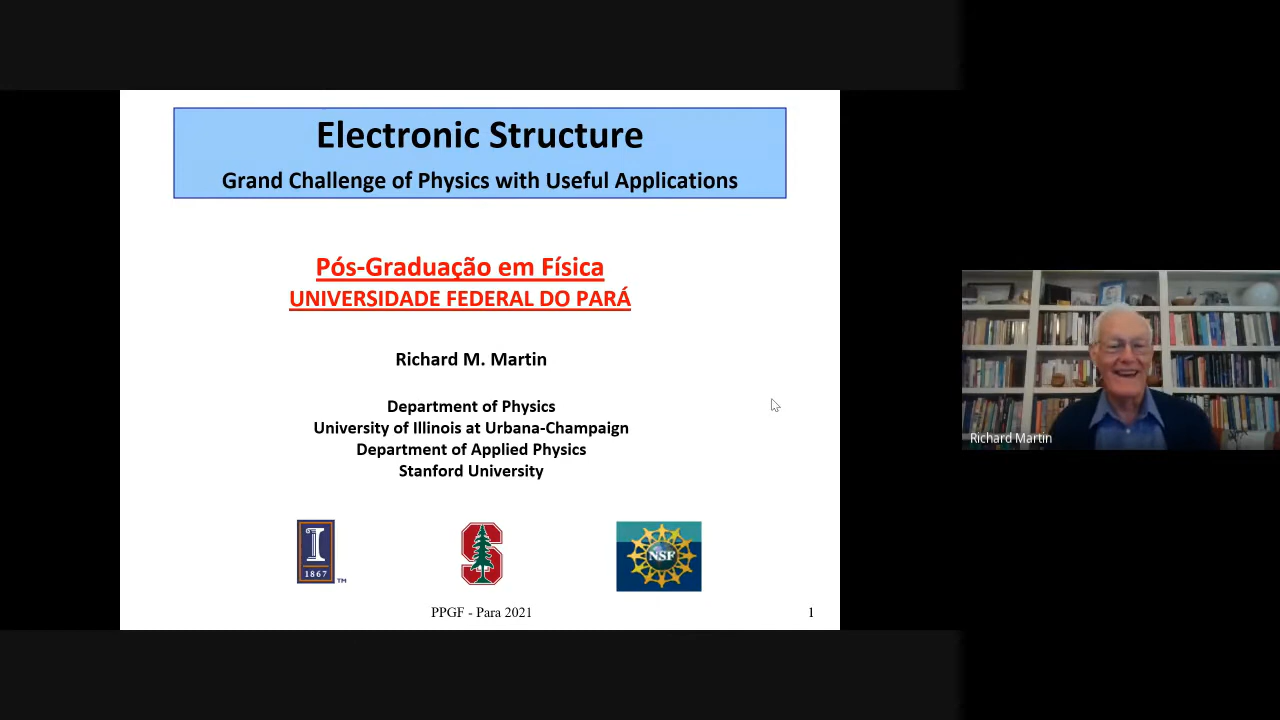 Electronic Structure
Grand Challenge of Physics with Useful Applications
Pós-Graduação em Física
UNIVERSIDADE FEDERAL DO PARÁ
Richard M. Martin
Department of Physics
University of Illinois at Urbana-Champaign
Department of Applied Physics
Stanford University
I
1867
TM
S
NSF
PPGF - Para 2021
1
Richard Martin